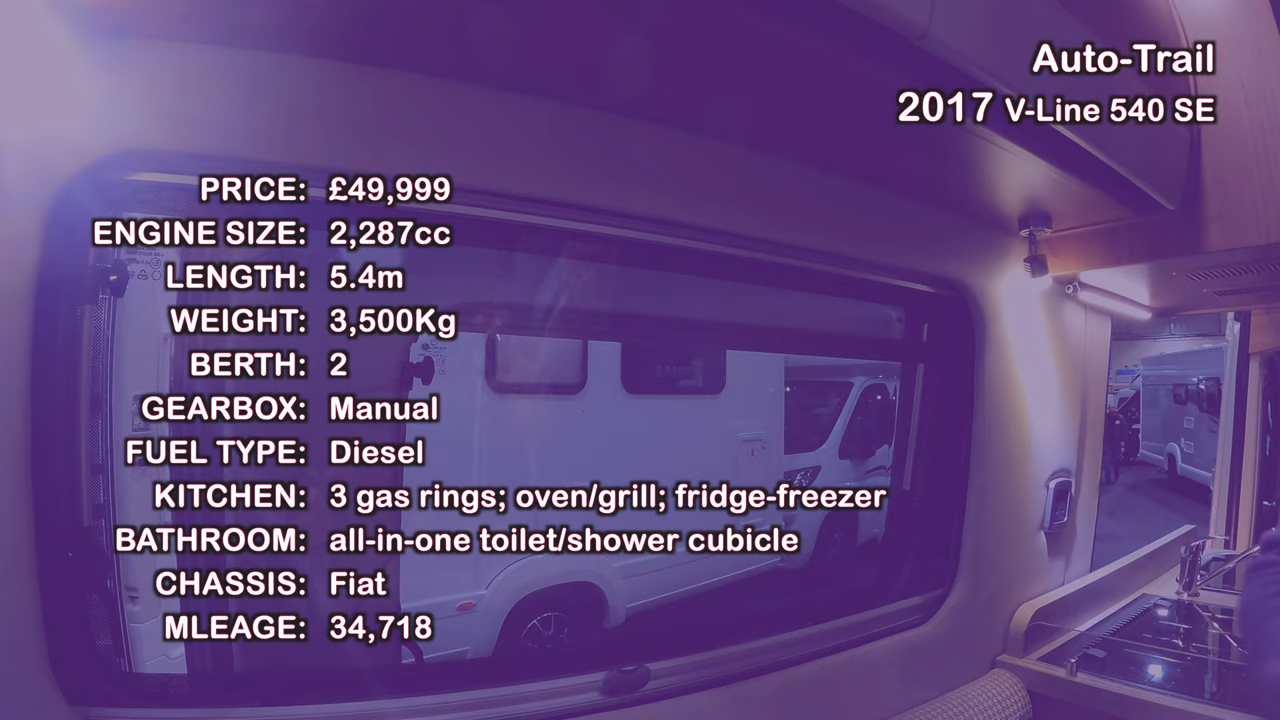 Auto-Trail
2017 V-Line 540 SE
PRICE: £49,999
ENGINE SIZE: 2,287cc
LENGTH: 5.4m
WEIGHT: 3,500Kg
BERTH: 2
GEARBOX: Manual
FUEL TYPE: Diesel
KITCHEN: 3 gas rings; oven/grill; fridge-freezer
BATHROOM: all-in-one toilet/shower cubicle
CHASSIS: Fiat
MLEAGE: 34,718